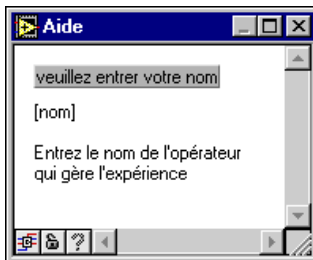 Aide
veuillez entrer votre nom
[nom]
Entrez le nom de l'opérateur
qui gère l'expérience
?